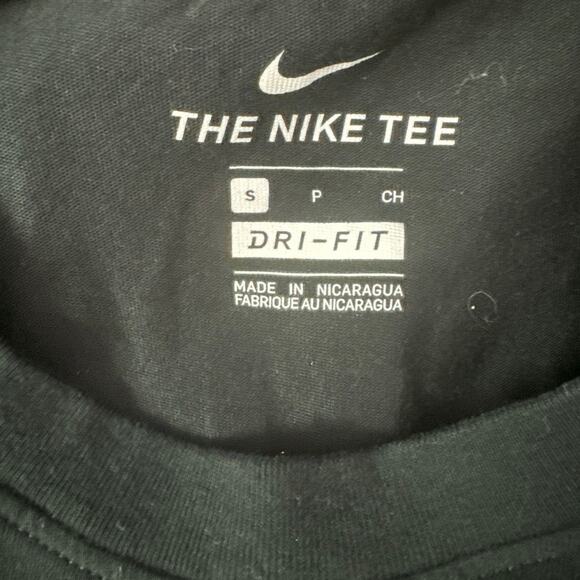 THE NIKE TEE
S P CH
DRI-FIT
MADE IN NICARAGUA
FABRIQUE AU NICARAGUA